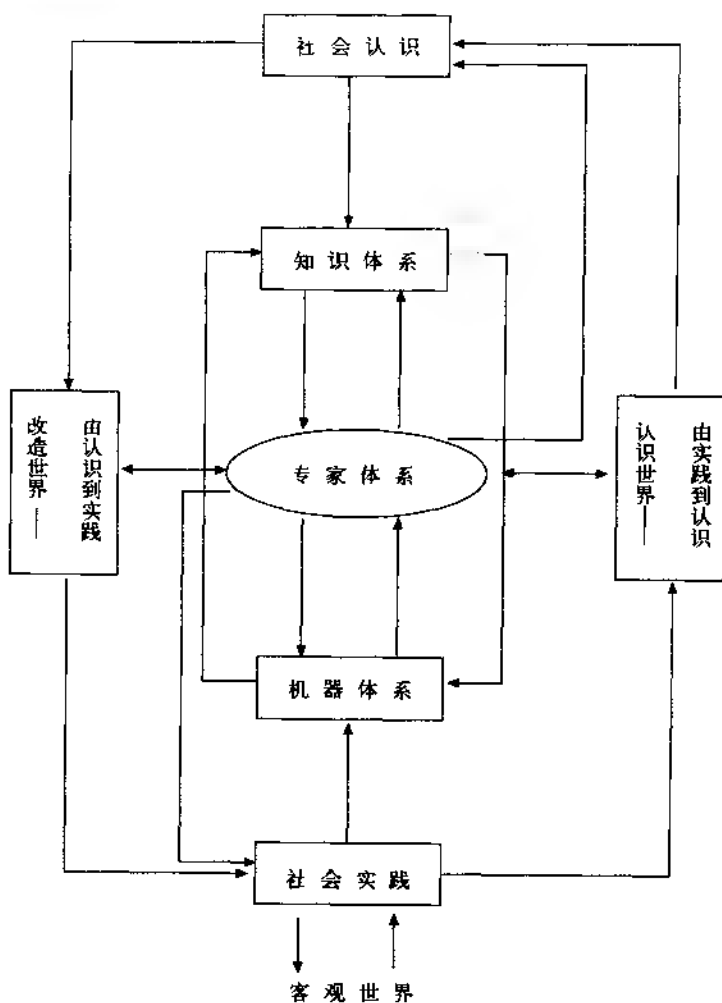 社会认识
知识体系
改造世界——
由认识到实践
专家体系
认识世界——
由实践到认识
机器体系
社会实践
客观世界